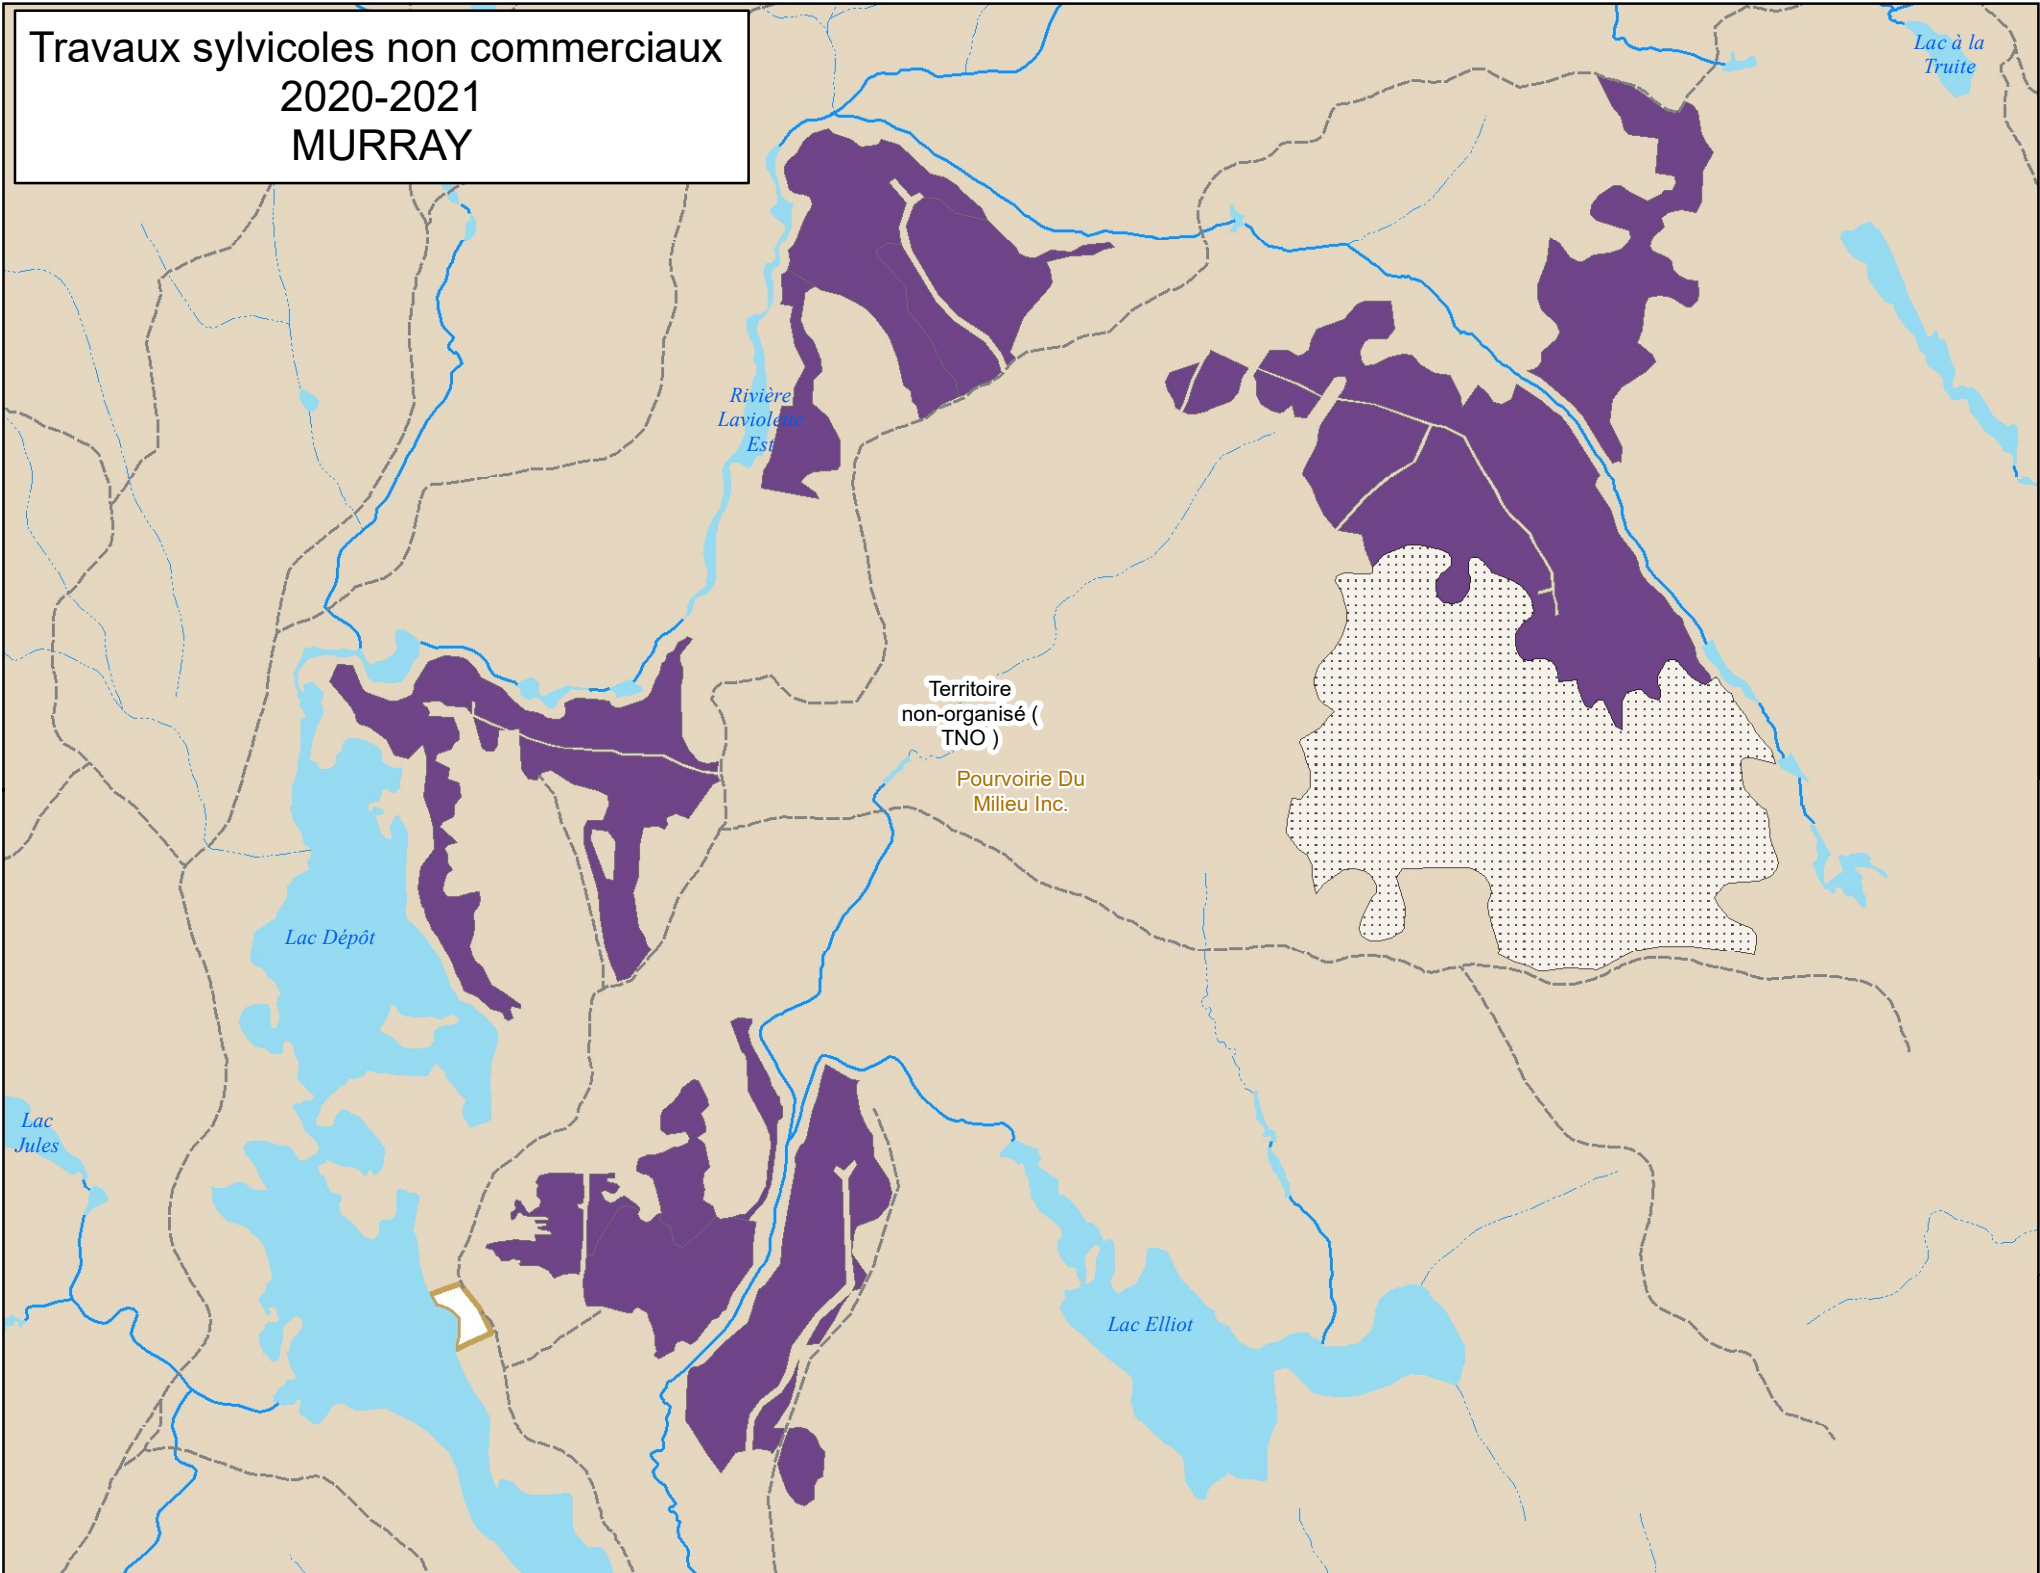 Travaux sylvicoles non commerciaux
2020-2021
MURRAY
Lac à la
Truite
Rivière
Laviolette
Est
Territoire
non-organisé (
TNO )
Pourvoirie Du
Milieu Inc.
Lac Dépôt
Lac
Jules
Lac Elliot